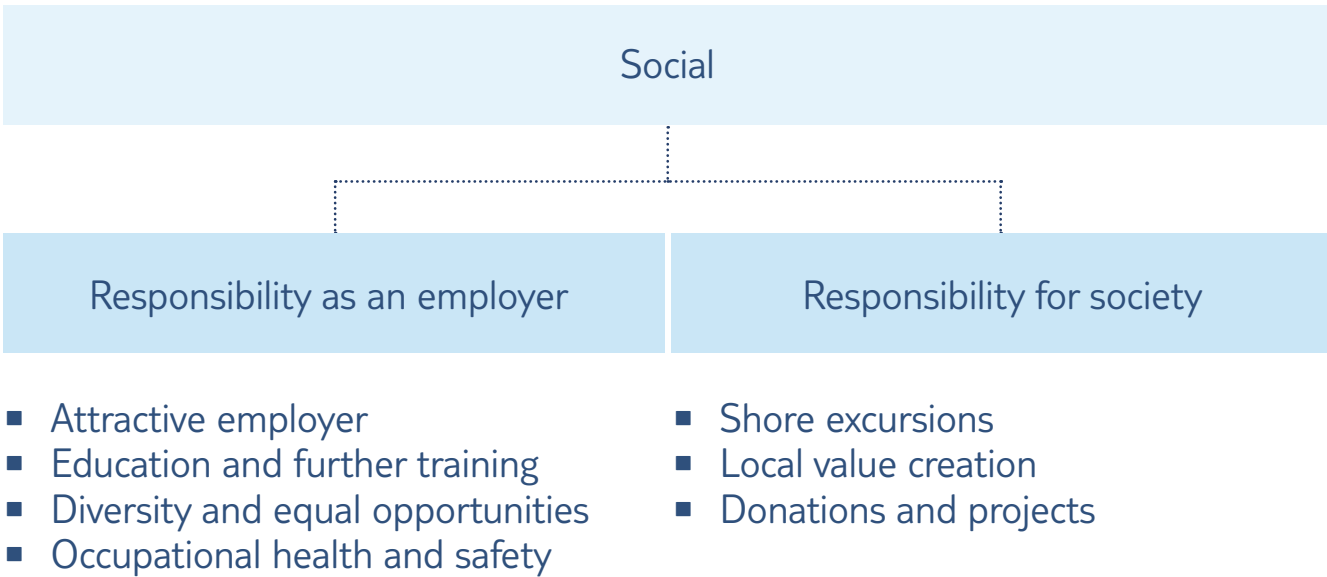 Social
Responsibility as an employer
Responsibility for society
▪ Attractive employer
▪ Education and further training
▪ Diversity and equal opportunities
▪ Occupational health and safety
▪ Shore excursions
▪ Local value creation
▪ Donations and projects